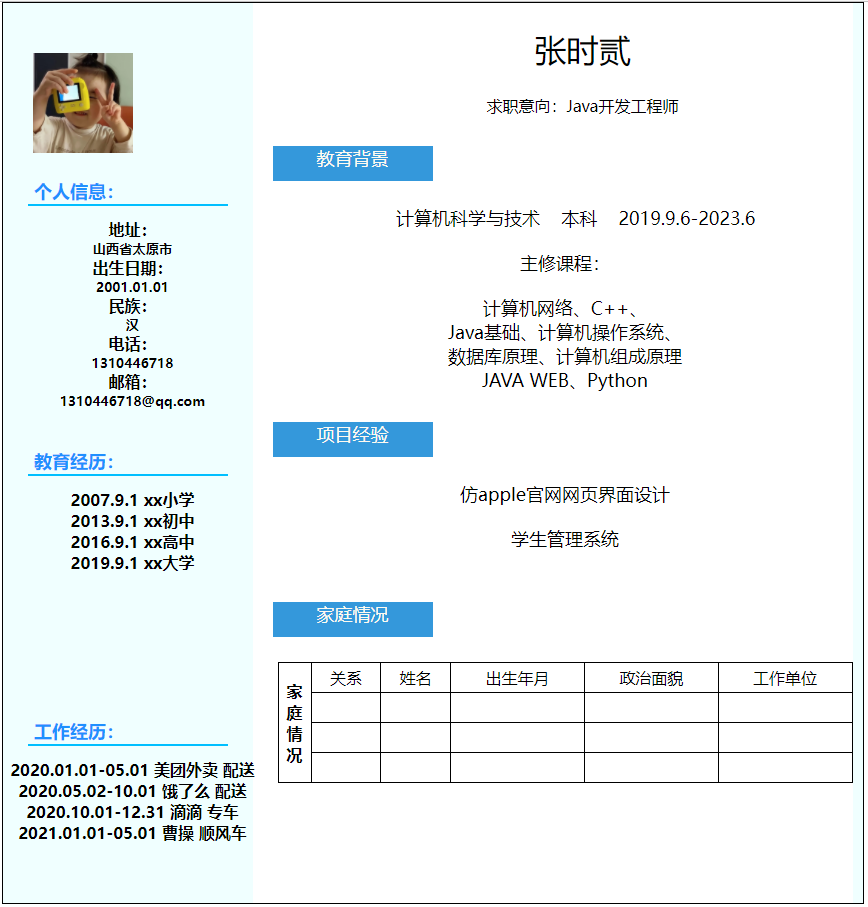 个人信息：
地址：
山西省太原市
出生日期：
2001.01.01
民族：
汉
电话：
1310446718
邮箱：
1310446718@qq.com
教育经历：
2007.9.1 xx小学
2013.9.1 xx初中
2016.9.1 xx高中
2019.9.1 xx大学
工作经历：
2020.01.01-05.01 美团外卖 配送
2020.05.02-10.01 饿了么 配送
2020.10.01-12.31 滴滴 专车
2021.01.01-05.01 曹操 顺风车
张时贰
求职意向：Java开发工程师
教育背景
计算机科学与技术 本科 2019.9.6-2023.6
主修课程：
计算机网络、C++、
Java基础、计算机操作系统、
数据库原理、计算机组成原理
JAVA WEB、Python
项目经验
仿apple官网网页界面设计
学生管理系统
家庭情况
家庭情况
关系 姓名 出生年月 政治面貌 工作单位